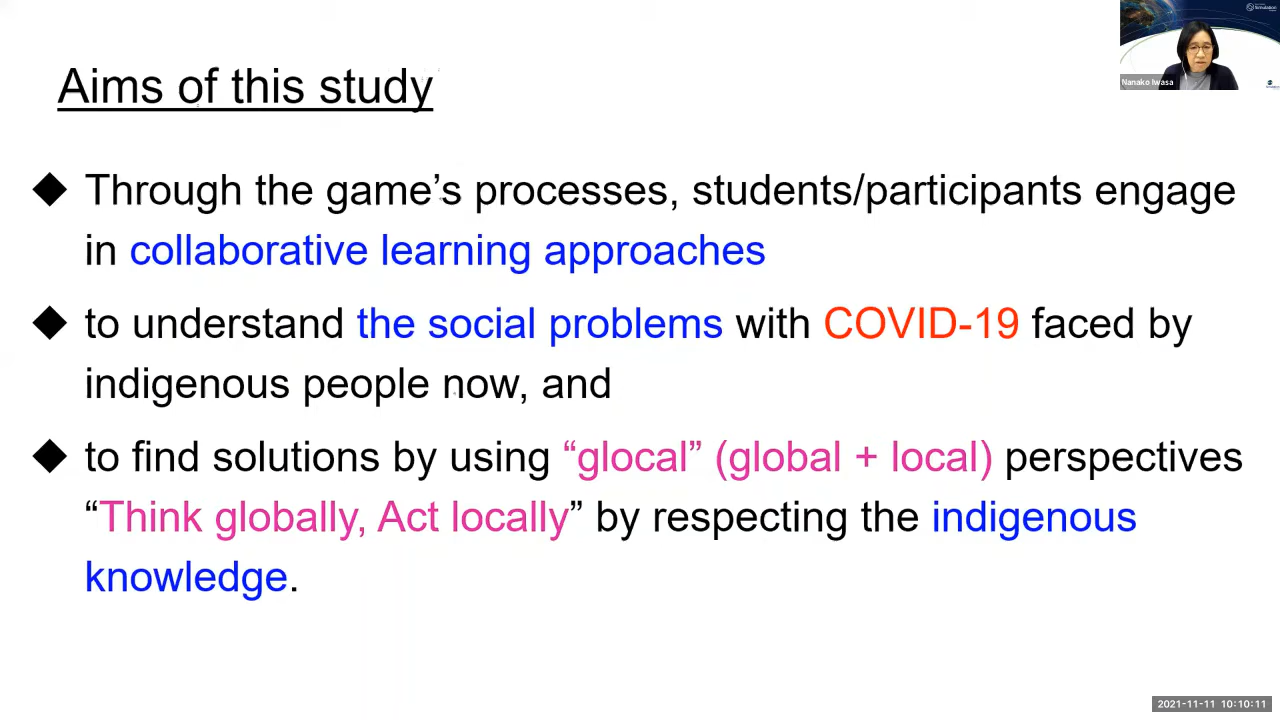 Aims of this study
◆ Through the game’s processes, students/participants engage
in collaborative learning approaches
◆ to understand the social problems with COVID-19 faced by
indigenous people now, and
◆ to find solutions by using “glocal” (global + local) perspectives
“Think globally, Act locally” by respecting the indigenous
knowledge.
Simulation
Nanako Iwasa
2021-11-11 10:10:11